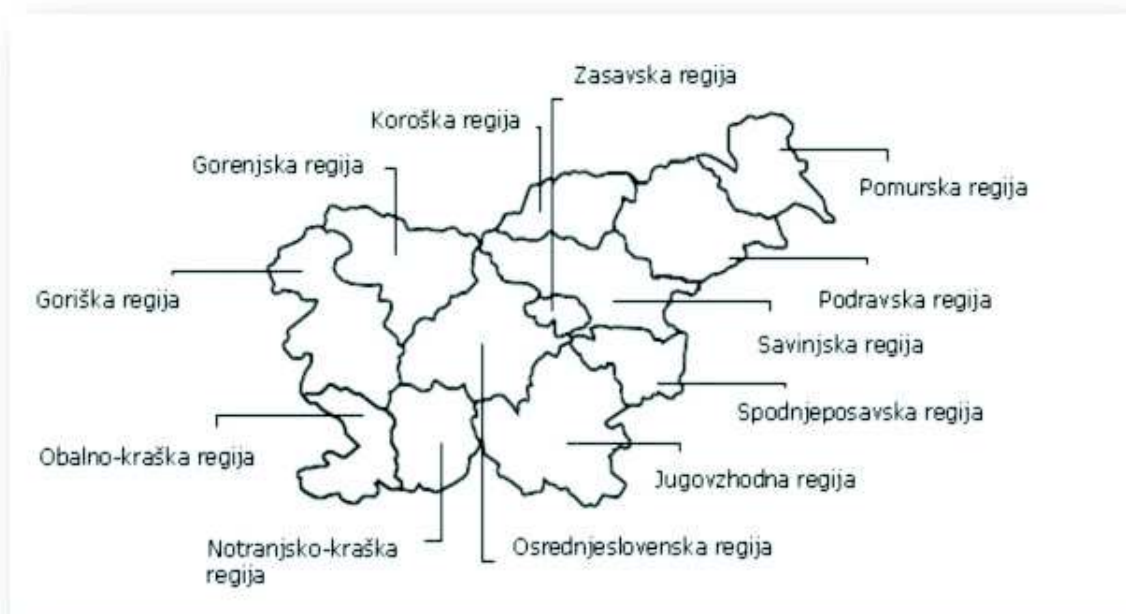 Zasavska regija
Koroška regija
Gorenjska regija
Pomurska regija
Goriška regija
Podravska regija
Savinjska regija
Spodnjeposavska regija
Obalno-kraška regija
Jugovzhodna regija
Notranjsko-kraška
regija
Osrednjeslovenska regija